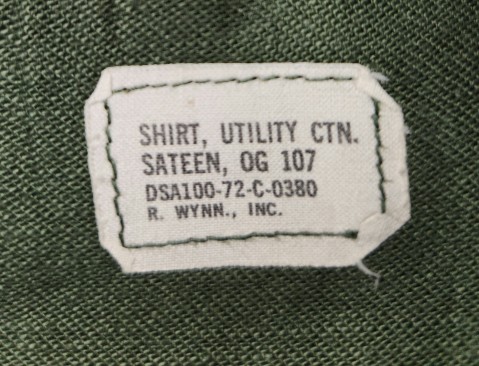 SHIRT, UTILITY CTN.
SATEEN, OG 107
DSA100-72-C-0380
R. WYNN., INC.